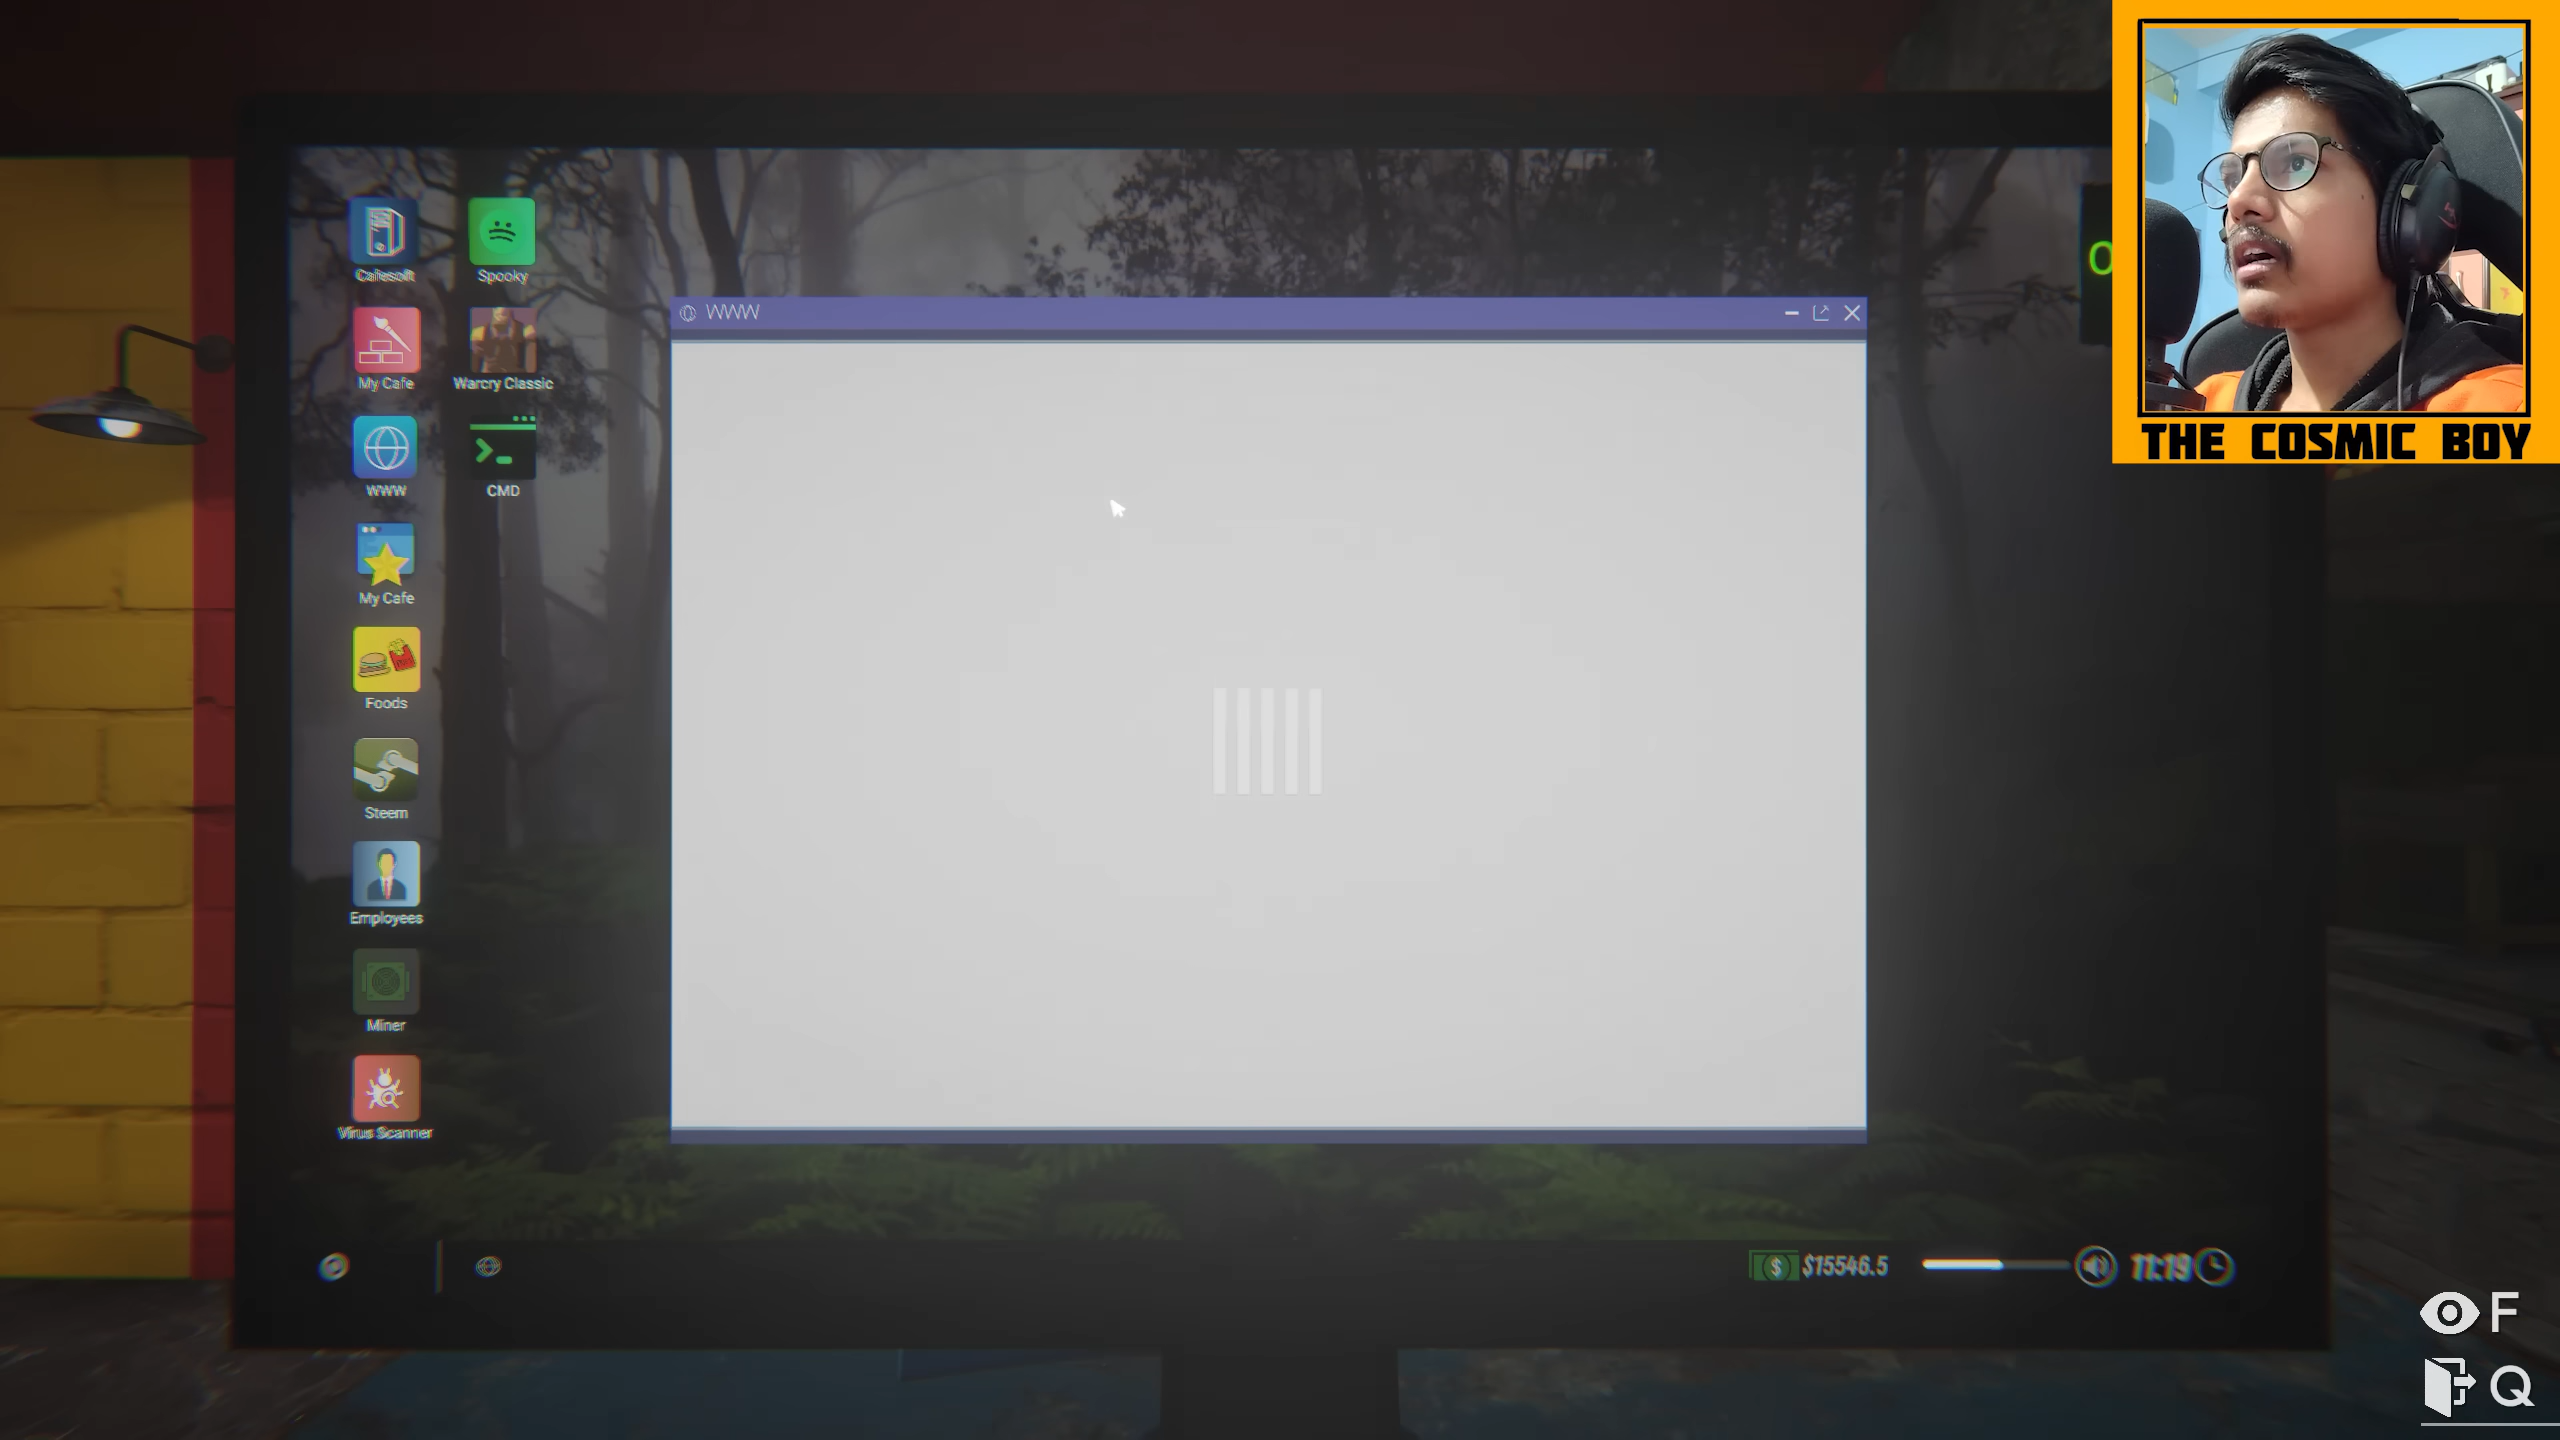 Cafesoft
Spooky
My Cafe
Warcry Classic
WWW
CMD
My Cafe
Foods
Steem
Employees
Miner
Virus Scanner
WWW
$15546.5
11:19
THE COSMIC BOY
F
Q